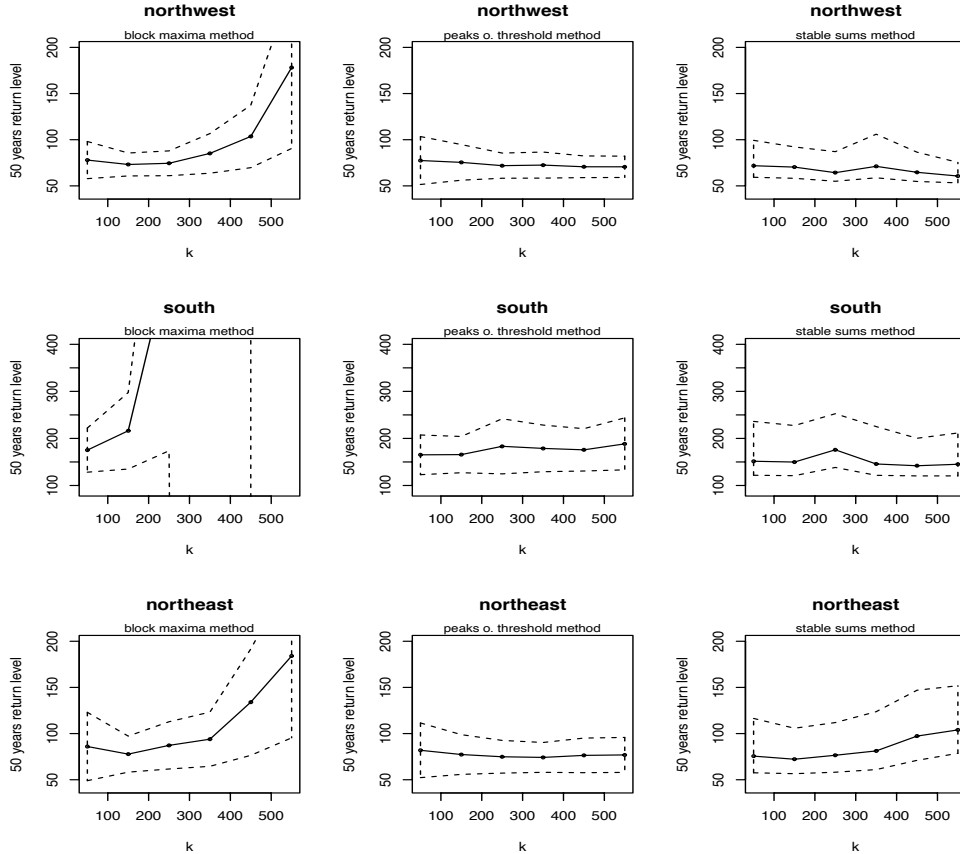 northwest
block maxima method
50 years return level
50 100 150 200
100 200 300 400 500
k
northwest
peaks o. threshold method
50 years return level
50 100 150 200
100 200 300 400 500
k
northwest
stable sums method
50 years return level
50 100 150 200
100 200 300 400 500
k
south
block maxima method
50 years return level
100 200 300 400
100 200 300 400 500
k
south
peaks o. threshold method
50 years return level
100 200 300 400
100 200 300 400 500
k
south
stable sums method
50 years return level
100 200 300 400
100 200 300 400 500
k
northeast
block maxima method
50 years return level
50 100 150 200
100 200 300 400 500
k
northeast
peaks o. threshold method
50 years return level
50 100 150 200
100 200 300 400 500
k
northeast
stable sums method
50 years return level
50 100 150 200
100 200 300 400 500
k